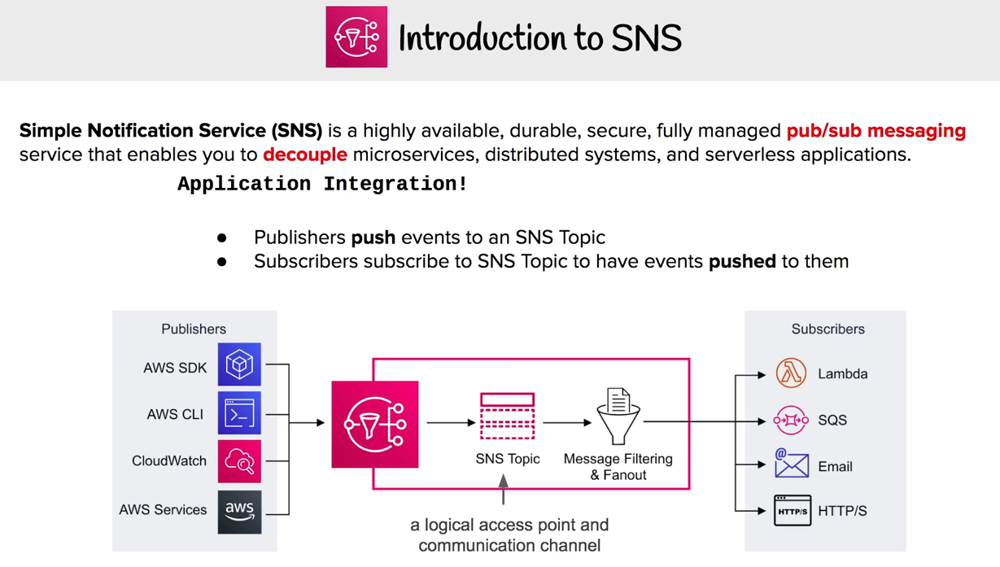 Introduction to SNS
Simple Notification Service (SNS) is a highly available, durable, secure, fully managed pub/sub messaging
service that enables you to decouple microservices, distributed systems, and serverless applications.
Application Integration!
● Publishers push events to an SNS Topic
● Subscribers subscribe to SNS Topic to have events pushed to them
Publishers
AWS SDK
AWS CLI
CloudWatch
AWS Services
aws
SNS Topic
Message Filtering
& Fanout
a logical access point and
communication channel
Subscribers
Lambda
SQS
@
Email
HTTP/S
HTTP/S